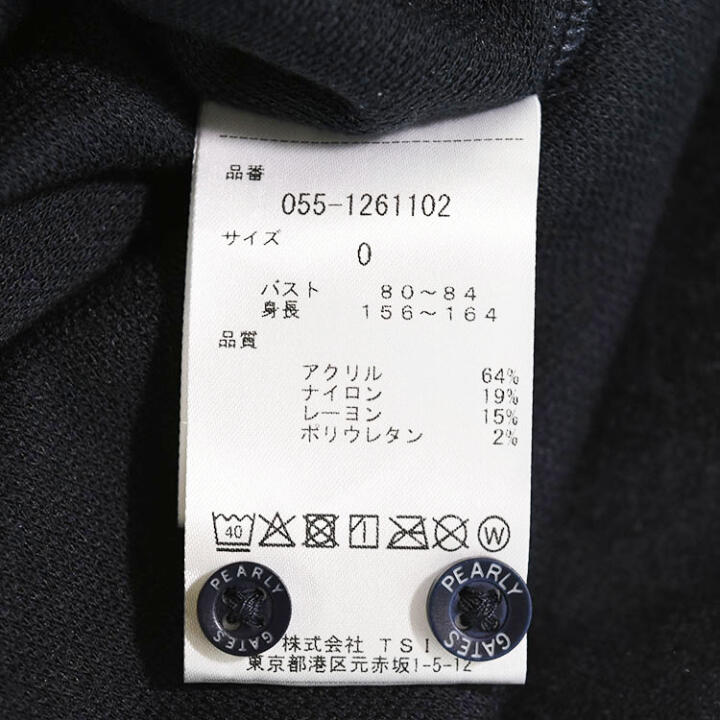 品番
055-1261102
サイズ
0
バスト 80~84
身長 156~164
品質
アクリル 64%
ナイロン 19%
レーヨン 15%
ポリウレタン 2%
40
W
PEARLY GATES
PEARLY GATES
株式会社 TSI
東京都港区元赤坂1-5-12